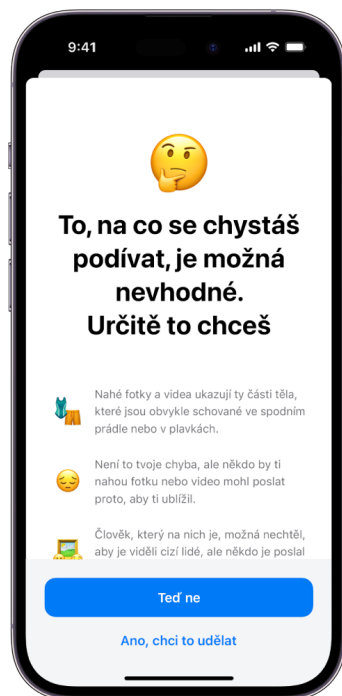 9:41
To, na co se chystáš
podívat, je možná
nevhodné.
Určitě to chceš
Nahé fotky a videa ukazují ty části těla,
které jsou obvykle schované ve spodním
prádle nebo v plavkách.
Není to tvoje chyba, ale někdo by ti
nahou fotku nebo video mohl poslat
proto, aby ti ublížil.
Člověk, který na nich je, možná nechtěl,
aby je viděli cizí lidé, ale někdo je poslal
Teď ne
Ano, chci to udělat